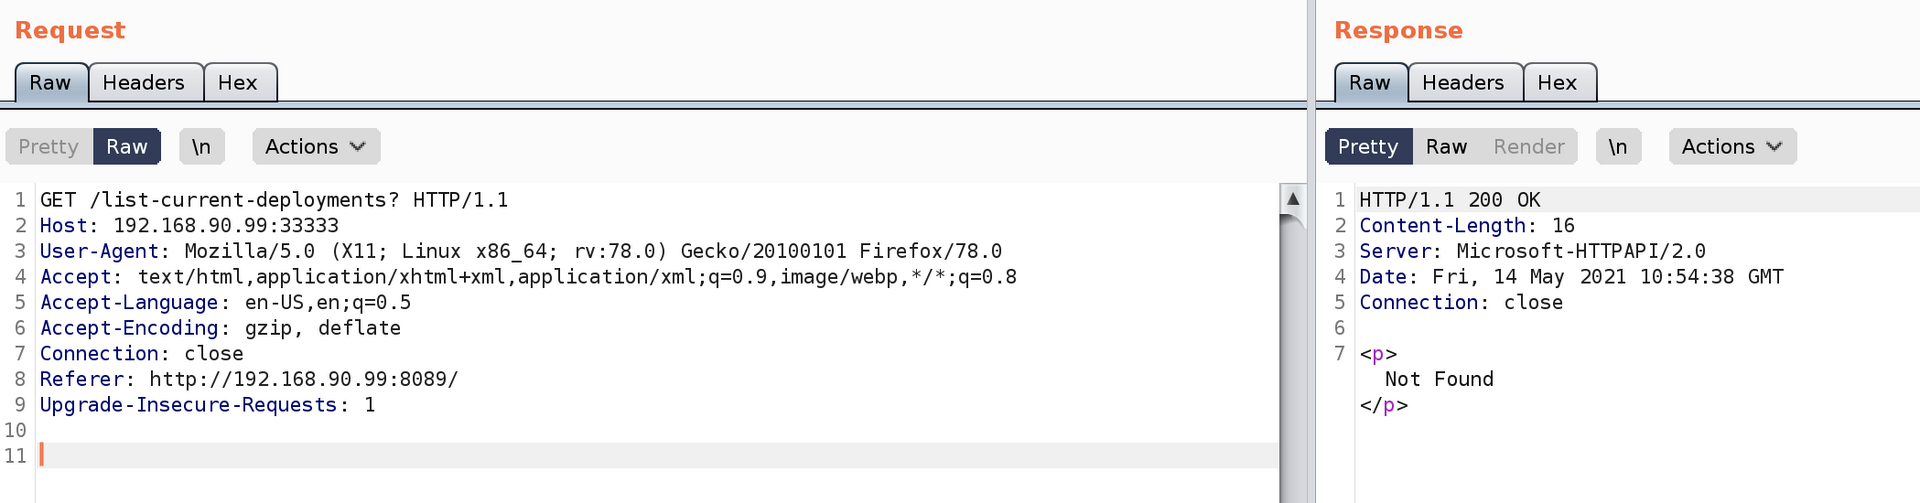 Request
Raw Headers Hex
Pretty Raw \n Actions
1 GET /list-current-deployments? HTTP/1.1
2 Host: 192.168.90.99:33333
3 User-Agent: Mozilla/5.0 (X11; Linux x86_64; rv:78.0) Gecko/20100101 Firefox/78.0
4 Accept: text/html,application/xhtml+xml,application/xml;q=0.9,image/webp,*/*;q=0.8
5 Accept-Language: en-US,en;q=0.5
6 Accept-Encoding: gzip, deflate
7 Connection: close
8 Referer: http://192.168.90.99:8089/
9 Upgrade-Insecure-Requests: 1
10
11
Response
Raw Headers Hex
Pretty Raw Render \n Actions
1 HTTP/1.1 200 OK
2 Content-Length: 16
3 Server: Microsoft-HTTPAPI/2.0
4 Date: Fri, 14 May 2021 10:54:38 GMT
5 Connection: close
6
7 <p>
Not Found
</p>